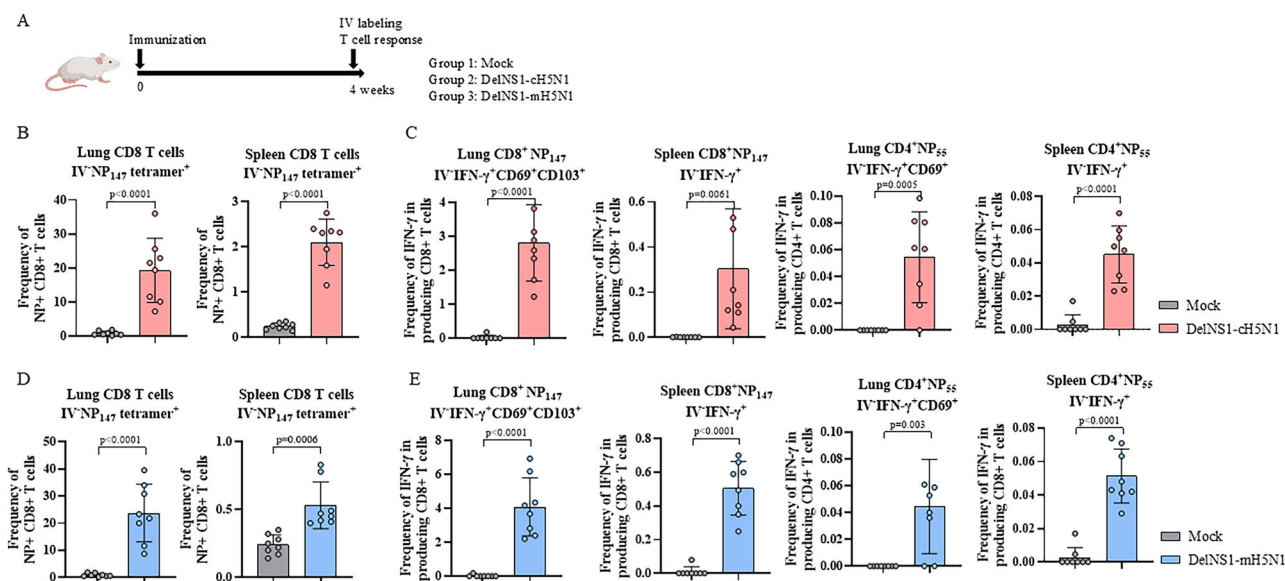 A
Immunization
IV labeling
T cell response
0
4 weeks
Group 1: Mock
Group 2: DelNS1-cH5N1
Group 3: DelNS1-mH5N1
B
Lung CD8 T cells
IV⁻NP₁₄₇ tetramer⁺
p<0.0001
Frequency of
NP+ CD8+ T cells
40
30
20
10
0
Spleen CD8 T cells
IV⁻NP₁₄₇ tetramer⁺
p<0.0001
Frequency of
NP+ CD8+ T cells
3
2
1
0
C
Lung CD8⁺ NP₁₄₇
IV⁻IFN-γ⁺CD69⁺CD103⁺
p<0.0001
Frequency of IFN-γ in
producing CD8+ T cells
4
3
2
1
0
Spleen CD8⁺NP₁₄₇
IV⁻IFN-γ⁺
p=0.0061
Frequency of IFN-γ in
producing CD8+ T cells
0.6
0.4
0.2
0.0
Lung CD4⁺NP₅₅
IV⁻IFN-γ⁺CD69⁺
p=0.0005
Frequency of IFN-γ in
producing CD4+ T cells
0.10
0.08
0.06
0.04
0.02
0.00
Spleen CD4⁺NP₅₅
IV⁻IFN-γ⁺
p<0.0001
Frequency of IFN-γ in
producing CD4+ T cells
0.08
0.06
0.04
0.02
0.00
Mock
DelNS1-cH5N1
D
Lung CD8 T cells
IV⁻NP₁₄₇ tetramer⁺
p<0.0001
Frequency of
NP+ CD8+ T cells
50
40
30
20
10
0
Spleen CD8 T cells
IV⁻NP₁₄₇ tetramer⁺
p=0.0006
Frequency of
NP+ CD8+ T cells
1.0
0.5
0.0
E
Lung CD8⁺ NP₁₄₇
IV⁻IFN-γ⁺CD69⁺CD103⁺
p<0.0001
Frequency of IFN-γ in
producing CD8+ T cells
8
6
4
2
0
Spleen CD8⁺NP₁₄₇
IV⁻IFN-γ⁺
p<0.0001
Frequency of IFN-γ in
producing CD8+ T cells
0.8
0.6
0.4
0.2
0.0
Lung CD4⁺NP₅₅
IV⁻IFN-γ⁺CD69⁺
p=0.003
Frequency of IFN-γ in
producing CD4+ T cells
0.10
0.08
0.06
0.04
0.02
0.00
Spleen CD4⁺NP₅₅
IV⁻IFN-γ⁺
p<0.0001
Frequency of IFN-γ in
producing CD8+ T cells
0.08
0.06
0.04
0.02
0.00
Mock
DelNS1-mH5N1